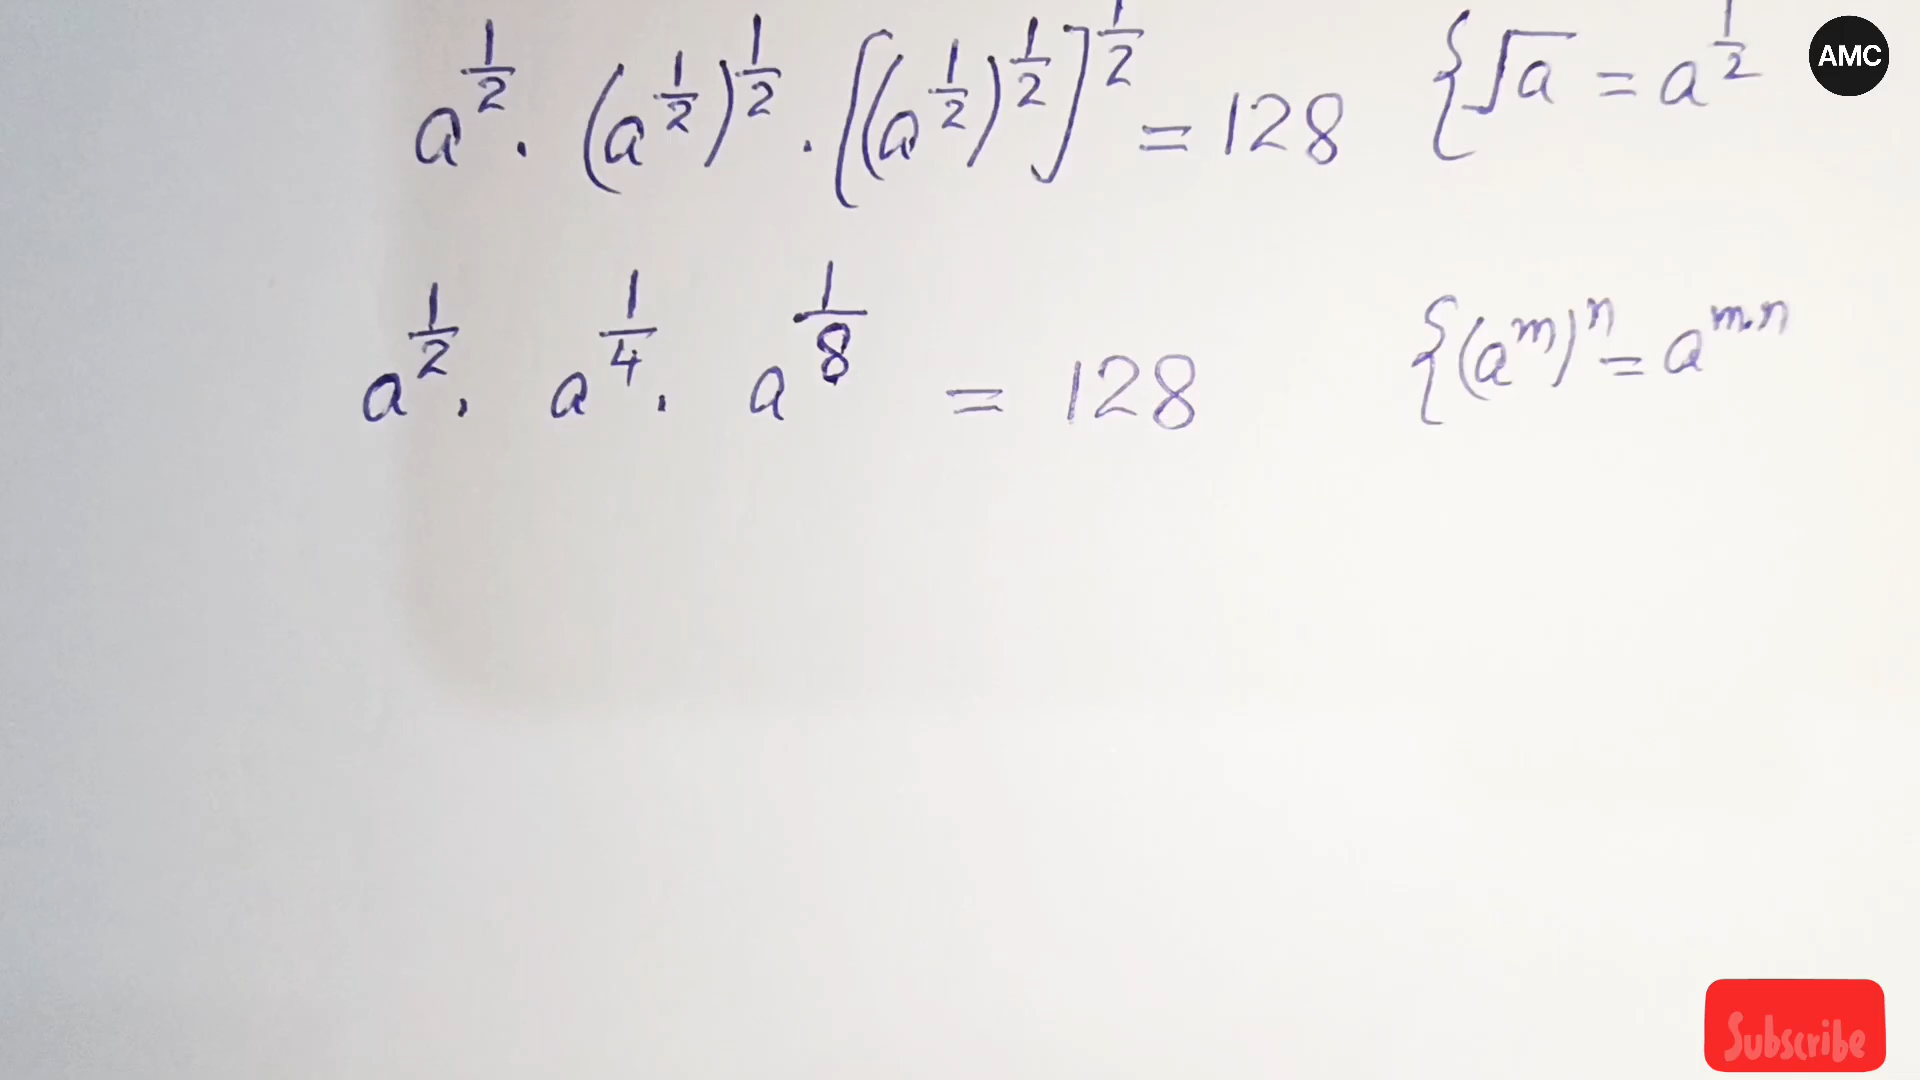 a^{1/2} . (a^{1/2})^{1/2} . [(a^{1/2})^{1/2}]^{1/2} = 128 {√a = a^{1/2}
AMC
a^{1/2} . a^{1/4} . a^{1/8} = 128 {(a^m)^n = a^{m.n}
Subscribe